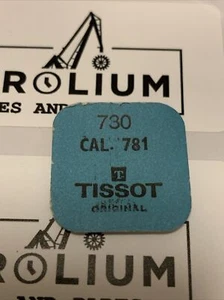 ROLIUM
ES AND
730
CAL. 781
T
TISSOT
ORIGINAL
ROLIUM